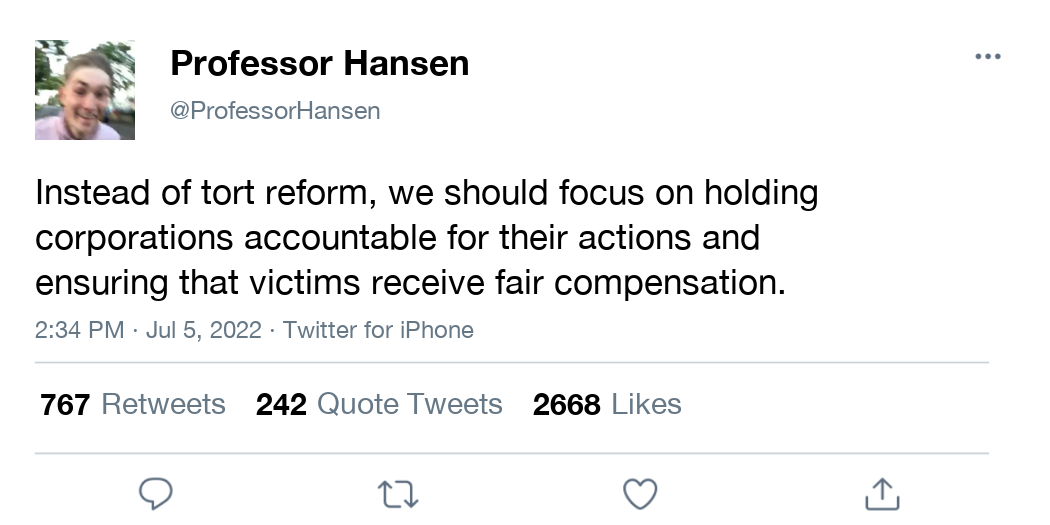 Professor Hansen
@ProfessorHansen
Instead of tort reform, we should focus on holding
corporations accountable for their actions and
ensuring that victims receive fair compensation.
2:34 PM · Jul 5, 2022 · Twitter for iPhone
767 Retweets 242 Quote Tweets 2668 Likes